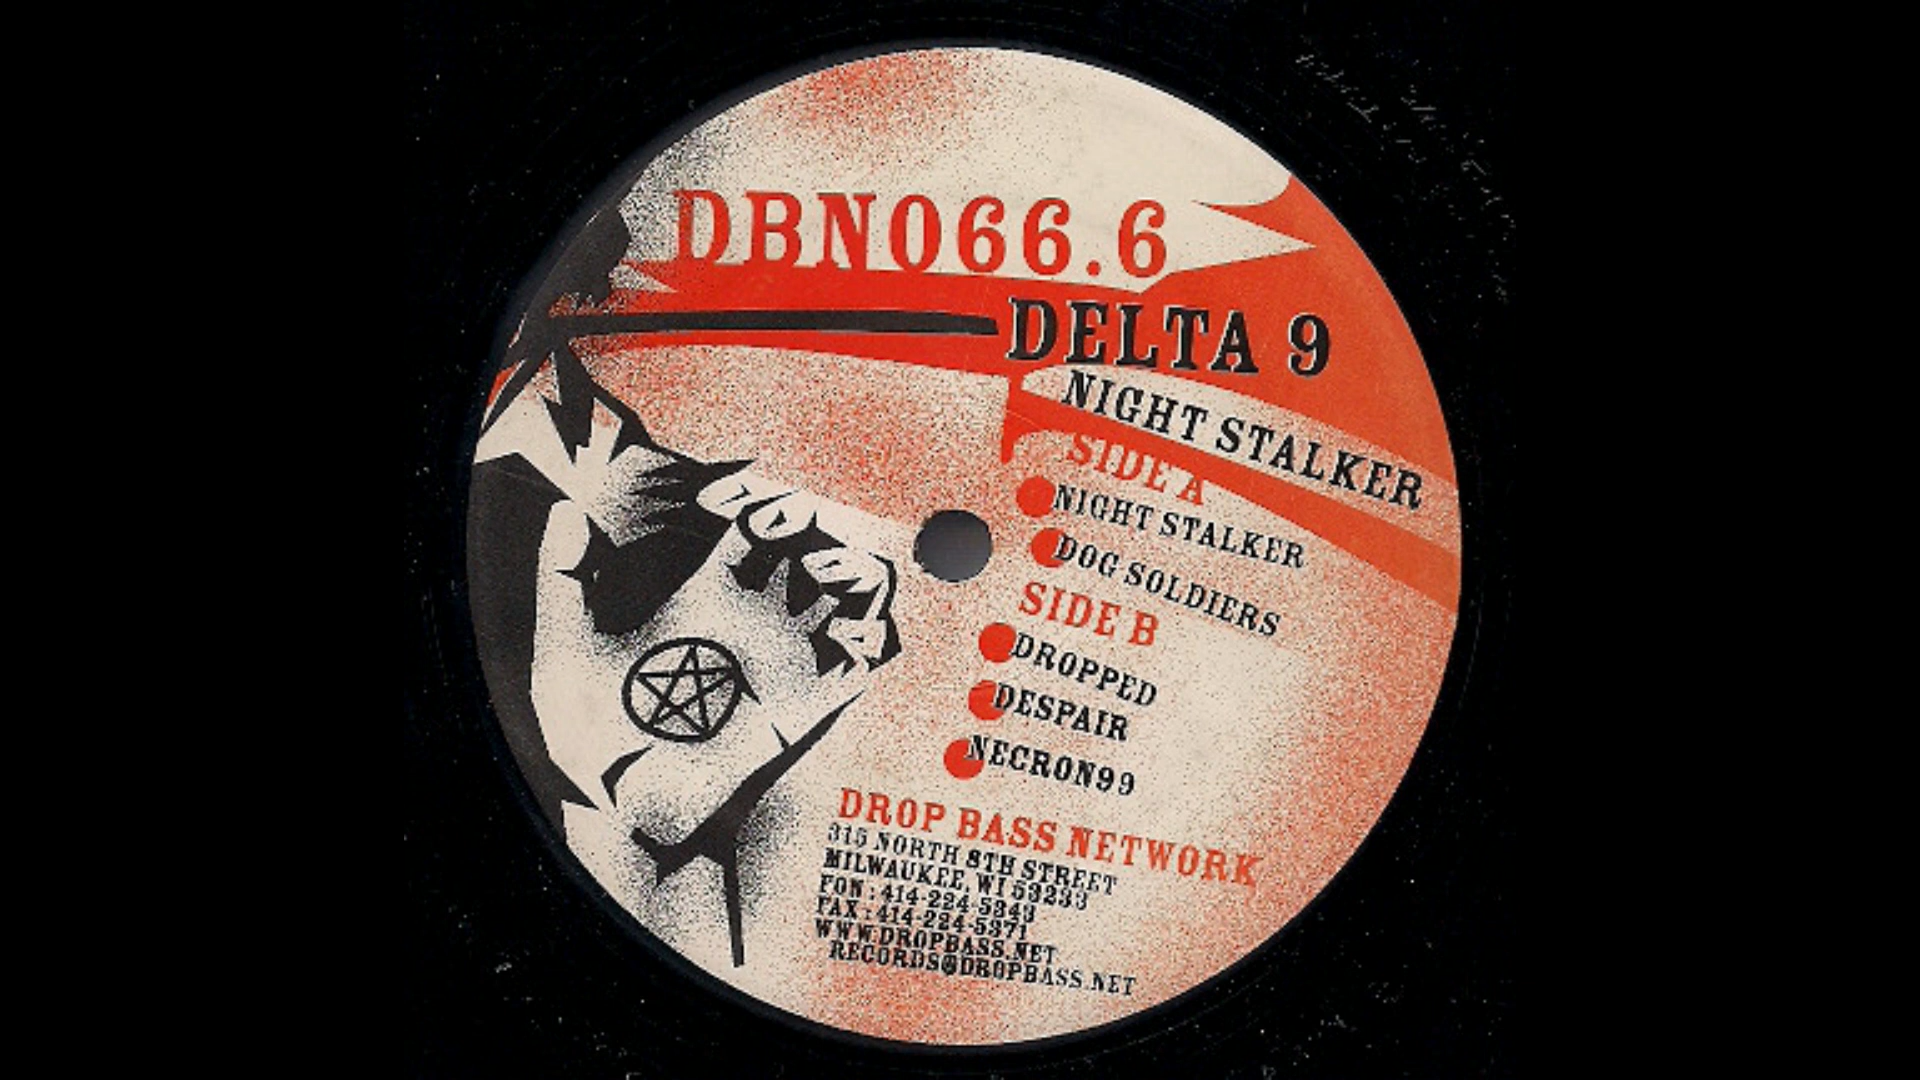 DBN066.6
DELTA 9
NIGHT STALKER
SIDE A
NIGHT STALKER
DOG SOLDIERS
SIDE B
DROPPED
DESPAIR
NECRON99
DROP BASS NETWORK
315 NORTH 8TH STREET
MILWAUKEE, WI 53233
FON : 414-224-5343
FAX : 414-224-5371
WWW.DROPBASS.NET
RECORDS@DROPBASS.NET